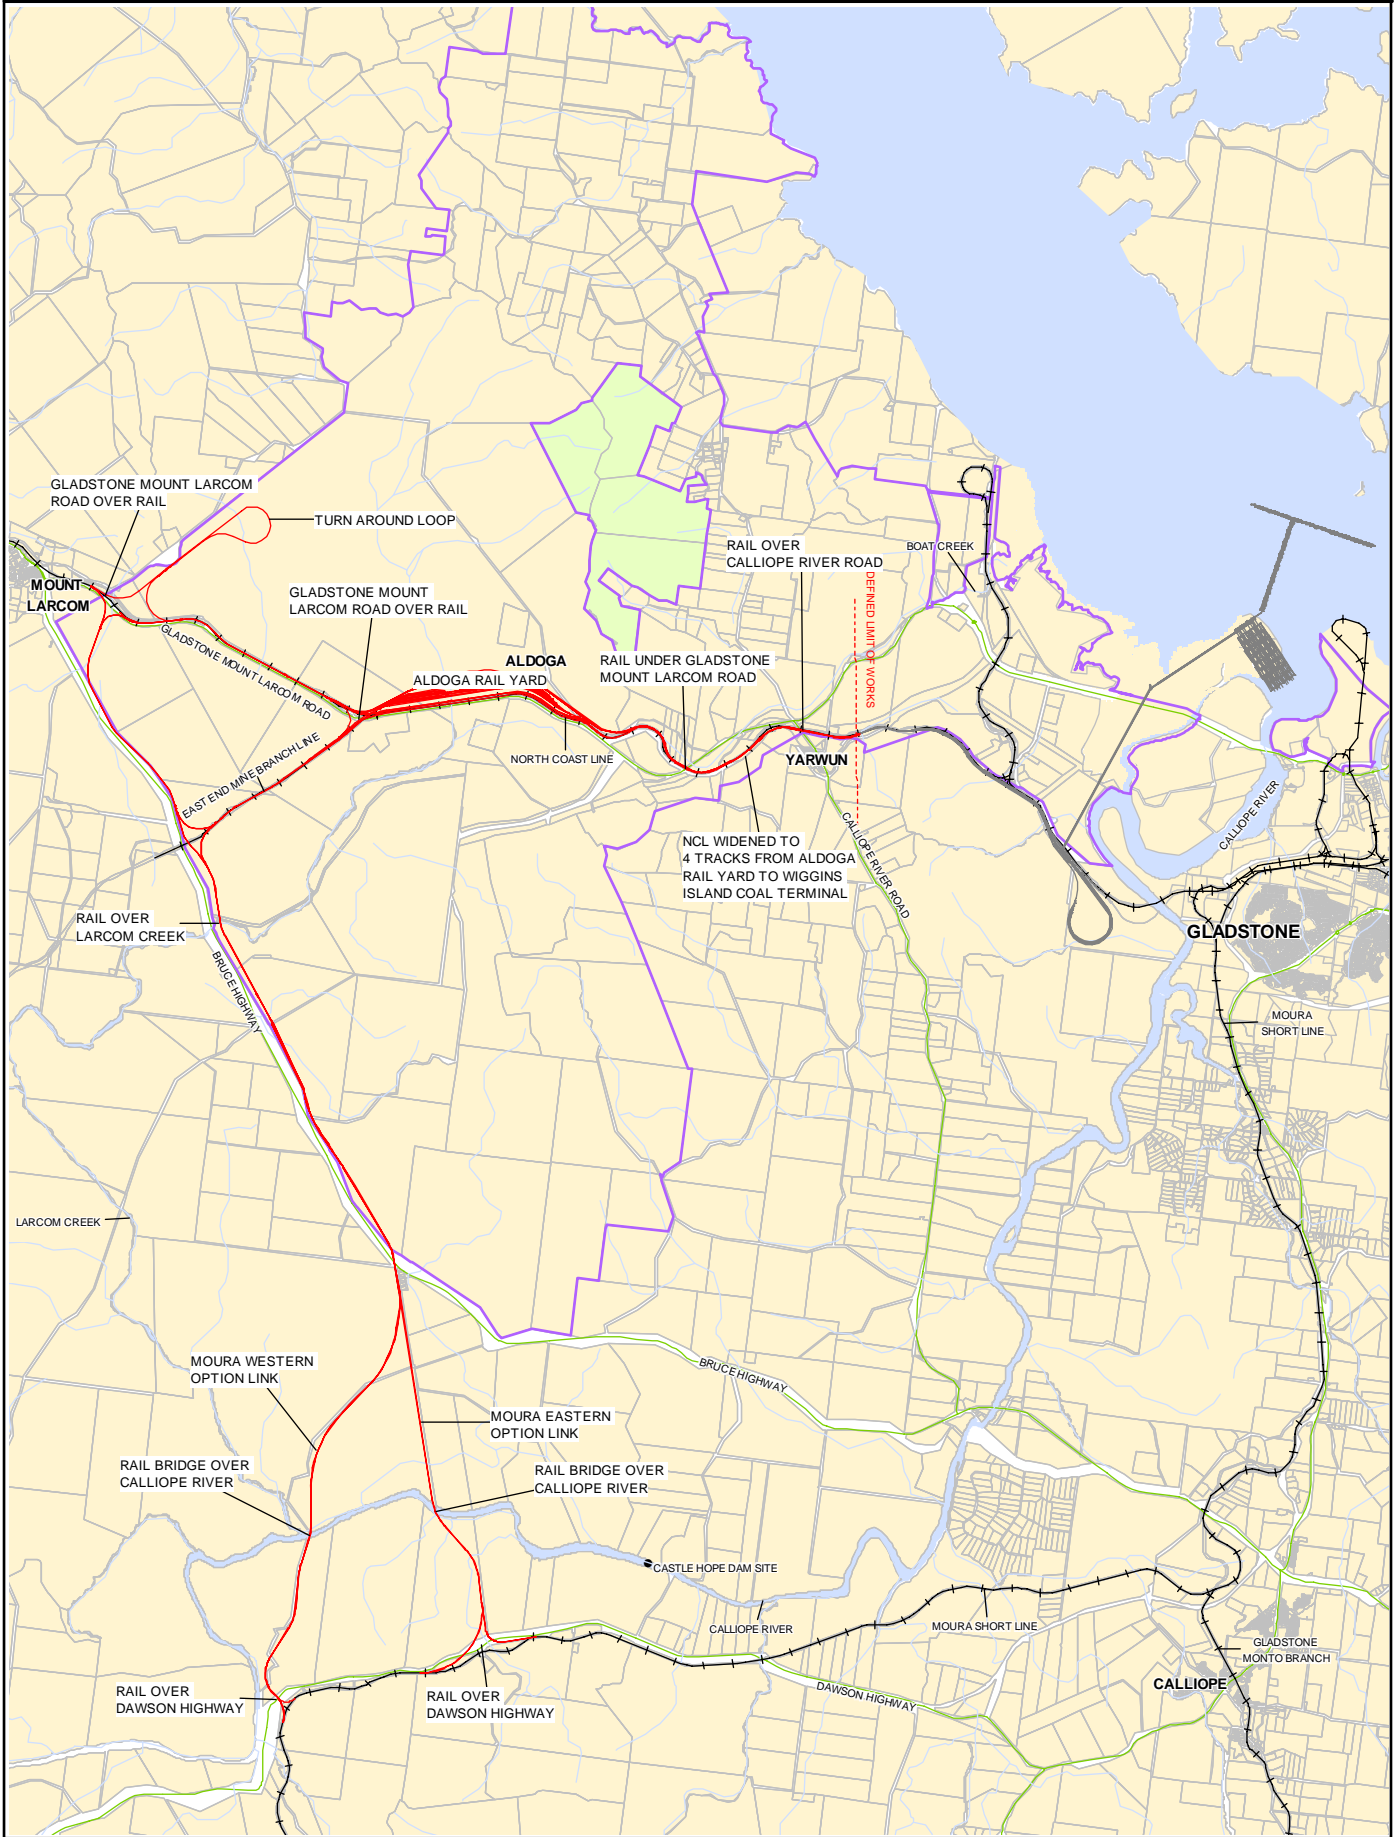 GLADSTONE MOUNT LARCOM
ROAD OVER RAIL
TURN AROUND LOOP
MOUNT
LARCOM
GLADSTONE MOUNT
LARCOM ROAD OVER RAIL
GLADSTONE MOUNT LARCOM ROAD
ALDOGA
ALDOGA RAIL YARD
RAIL UNDER GLADSTONE
MOUNT LARCOM ROAD
RAIL OVER
CALLIOPE RIVER ROAD
BOAT CREEK
DEFINED LIMIT OF WORKS
NORTH COAST LINE
YARWUN
EAST END MINE BRANCH LINE
NCL WIDENED TO
4 TRACKS FROM ALDOGA
RAIL YARD TO WIGGINS
ISLAND COAL TERMINAL
CALLIOPE RIVER ROAD
CALLIOPE RIVER
RAIL OVER
LARCOM CREEK
BRUCE HIGHWAY
GLADSTONE
MOURA
SHORT LINE
LARCOM CREEK
MOURA WESTERN
OPTION LINK
BRUCE HIGHWAY
MOURA EASTERN
OPTION LINK
RAIL BRIDGE OVER
CALLIOPE RIVER
RAIL BRIDGE OVER
CALLIOPE RIVER
CASTLE HOPE DAM SITE
CALLIOPE RIVER
MOURA SHORT LINE
GLADSTONE
MONTO BRANCH
CALLIOPE
RAIL OVER
DAWSON HIGHWAY
RAIL OVER
DAWSON HIGHWAY
DAWSON HIGHWAY